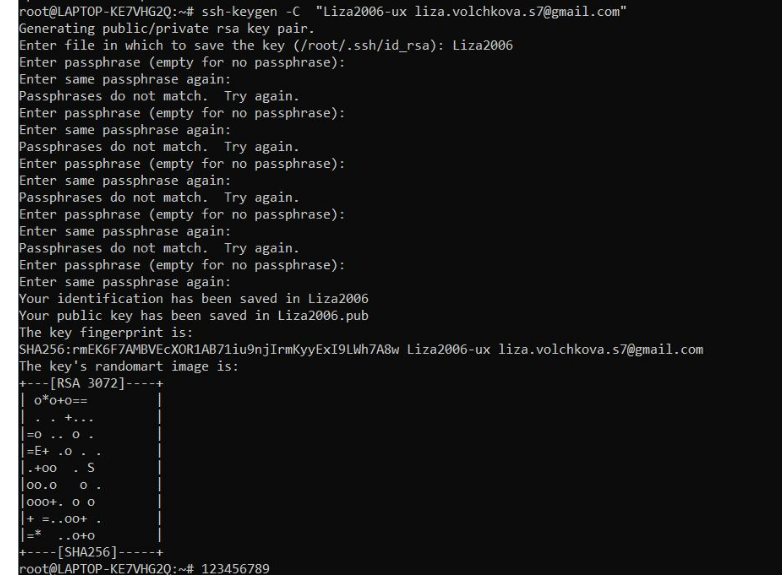 root@LAPTOP-KE7VHG2Q:~# ssh-keygen -C  "Liza2006-ux liza.volchkova.s7@gmail.com"
Generating public/private rsa key pair.
Enter file in which to save the key (/root/.ssh/id_rsa): Liza2006
Enter passphrase (empty for no passphrase):
Enter same passphrase again:
Passphrases do not match.  Try again.
Enter passphrase (empty for no passphrase):
Enter same passphrase again:
Passphrases do not match.  Try again.
Enter passphrase (empty for no passphrase):
Enter same passphrase again:
Passphrases do not match.  Try again.
Enter passphrase (empty for no passphrase):
Enter same passphrase again:
Passphrases do not match.  Try again.
Enter passphrase (empty for no passphrase):
Enter same passphrase again:
Your identification has been saved in Liza2006
Your public key has been saved in Liza2006.pub
The key fingerprint is:
SHA256:rmEK6F7AMBVEcXOR1AB71iu9njIrmKyyExI9LWh7A8w Liza2006-ux liza.volchkova.s7@gmail.com
The key's randomart image is:
+---[RSA 3072]----+
| o*o+o==         |
| . . +...        |
|=o .. o .        |
|=E+ .o . .       |
|.+oo  . S        |
|oo.o   o .       |
|ooo+. o o        |
|+ =..oo+ .       |
|=*  ..o+o        |
+----[SHA256]-----+
root@LAPTOP-KE7VHG2Q:~# 123456789